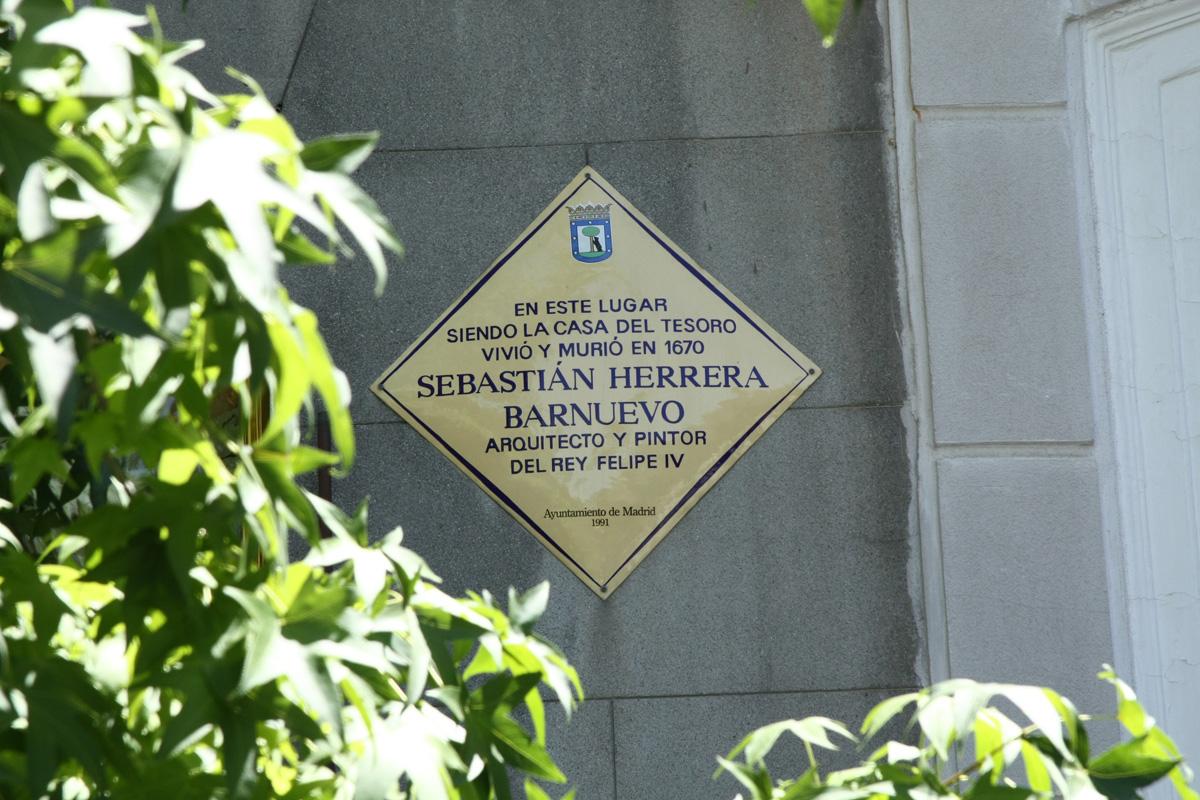 EN ESTE LUGAR
SIENDO LA CASA DEL TESORO
VIVIÓ Y MURIÓ EN 1670
SEBASTIÁN HERRERA
BARNUEVO
ARQUITECTO Y PINTOR
DEL REY FELIPE IV
Ayuntamiento de Madrid
1991